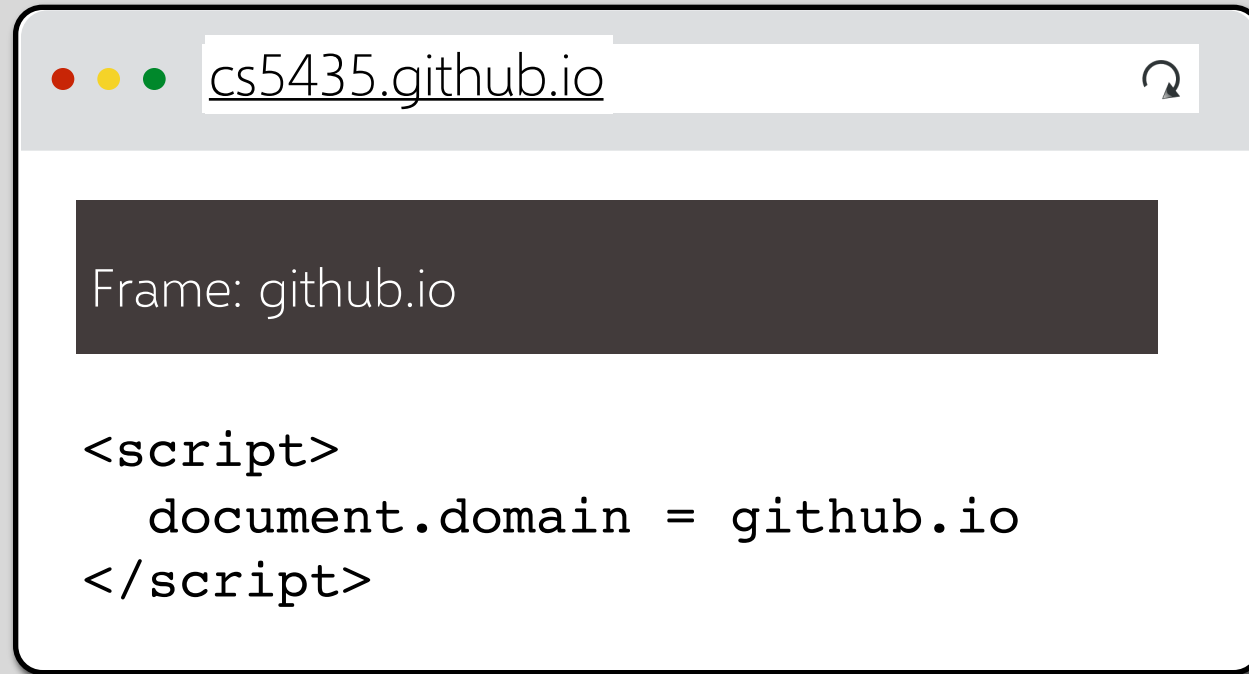 cs5435.github.io
Frame: github.io
<script>
document.domain = github.io
</script>